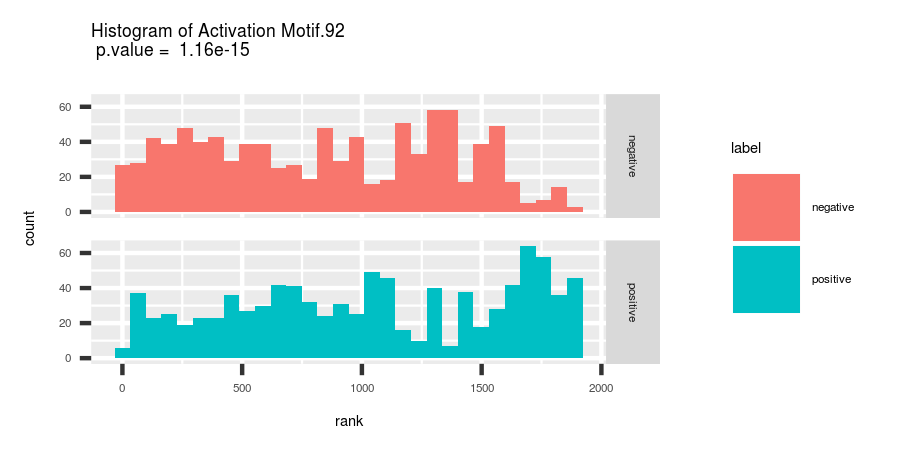 Histogram of Activation Motif.92
p.value = 1.16e-15
count
60
40
20
0
negative
60
40
20
0
positive
0 500 1000 1500 2000
rank
label
negative
positive